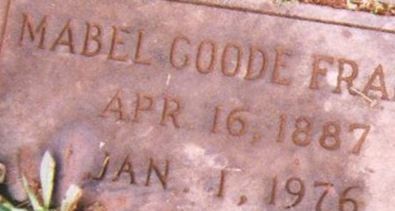 MABEL GOODE FRA
APR. 16, 1887
JAN. 1, 1976